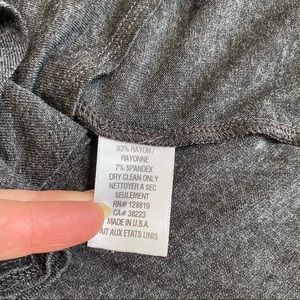 93% RAYON /
RAYONNE
7% SPANDEX
DRY CLEAN ONLY
NETTOYER A SEC
SEULEMENT
RN# 128819
CA# 38223
MADE IN U.S.A.
FAIT AUX ETATS UNIS